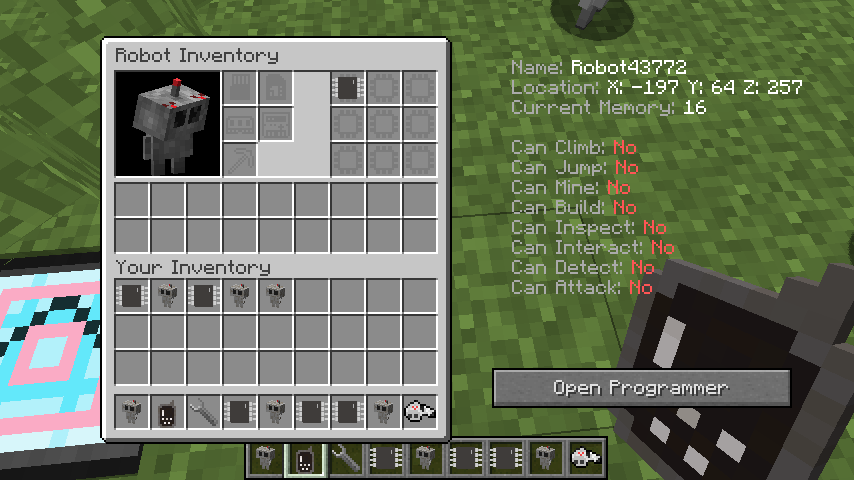 Robot Inventory
Your Inventory
Name: Robot43772
Location: X: -197 Y: 64 Z: 257
Current Memory: 16
Can Climb: No
Can Jump: No
Can Mine: No
Can Build: No
Can Inspect: No
Can Interact: No
Can Detect: No
Can Attack: No
Open Programmer